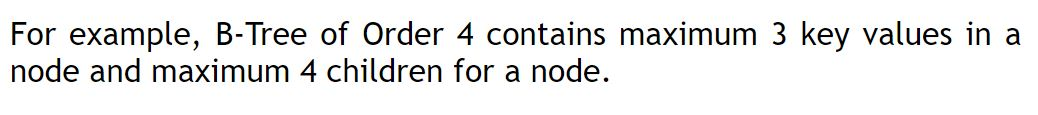 For example, B-Tree of Order 4 contains maximum 3 key values in a
node and maximum 4 children for a node.